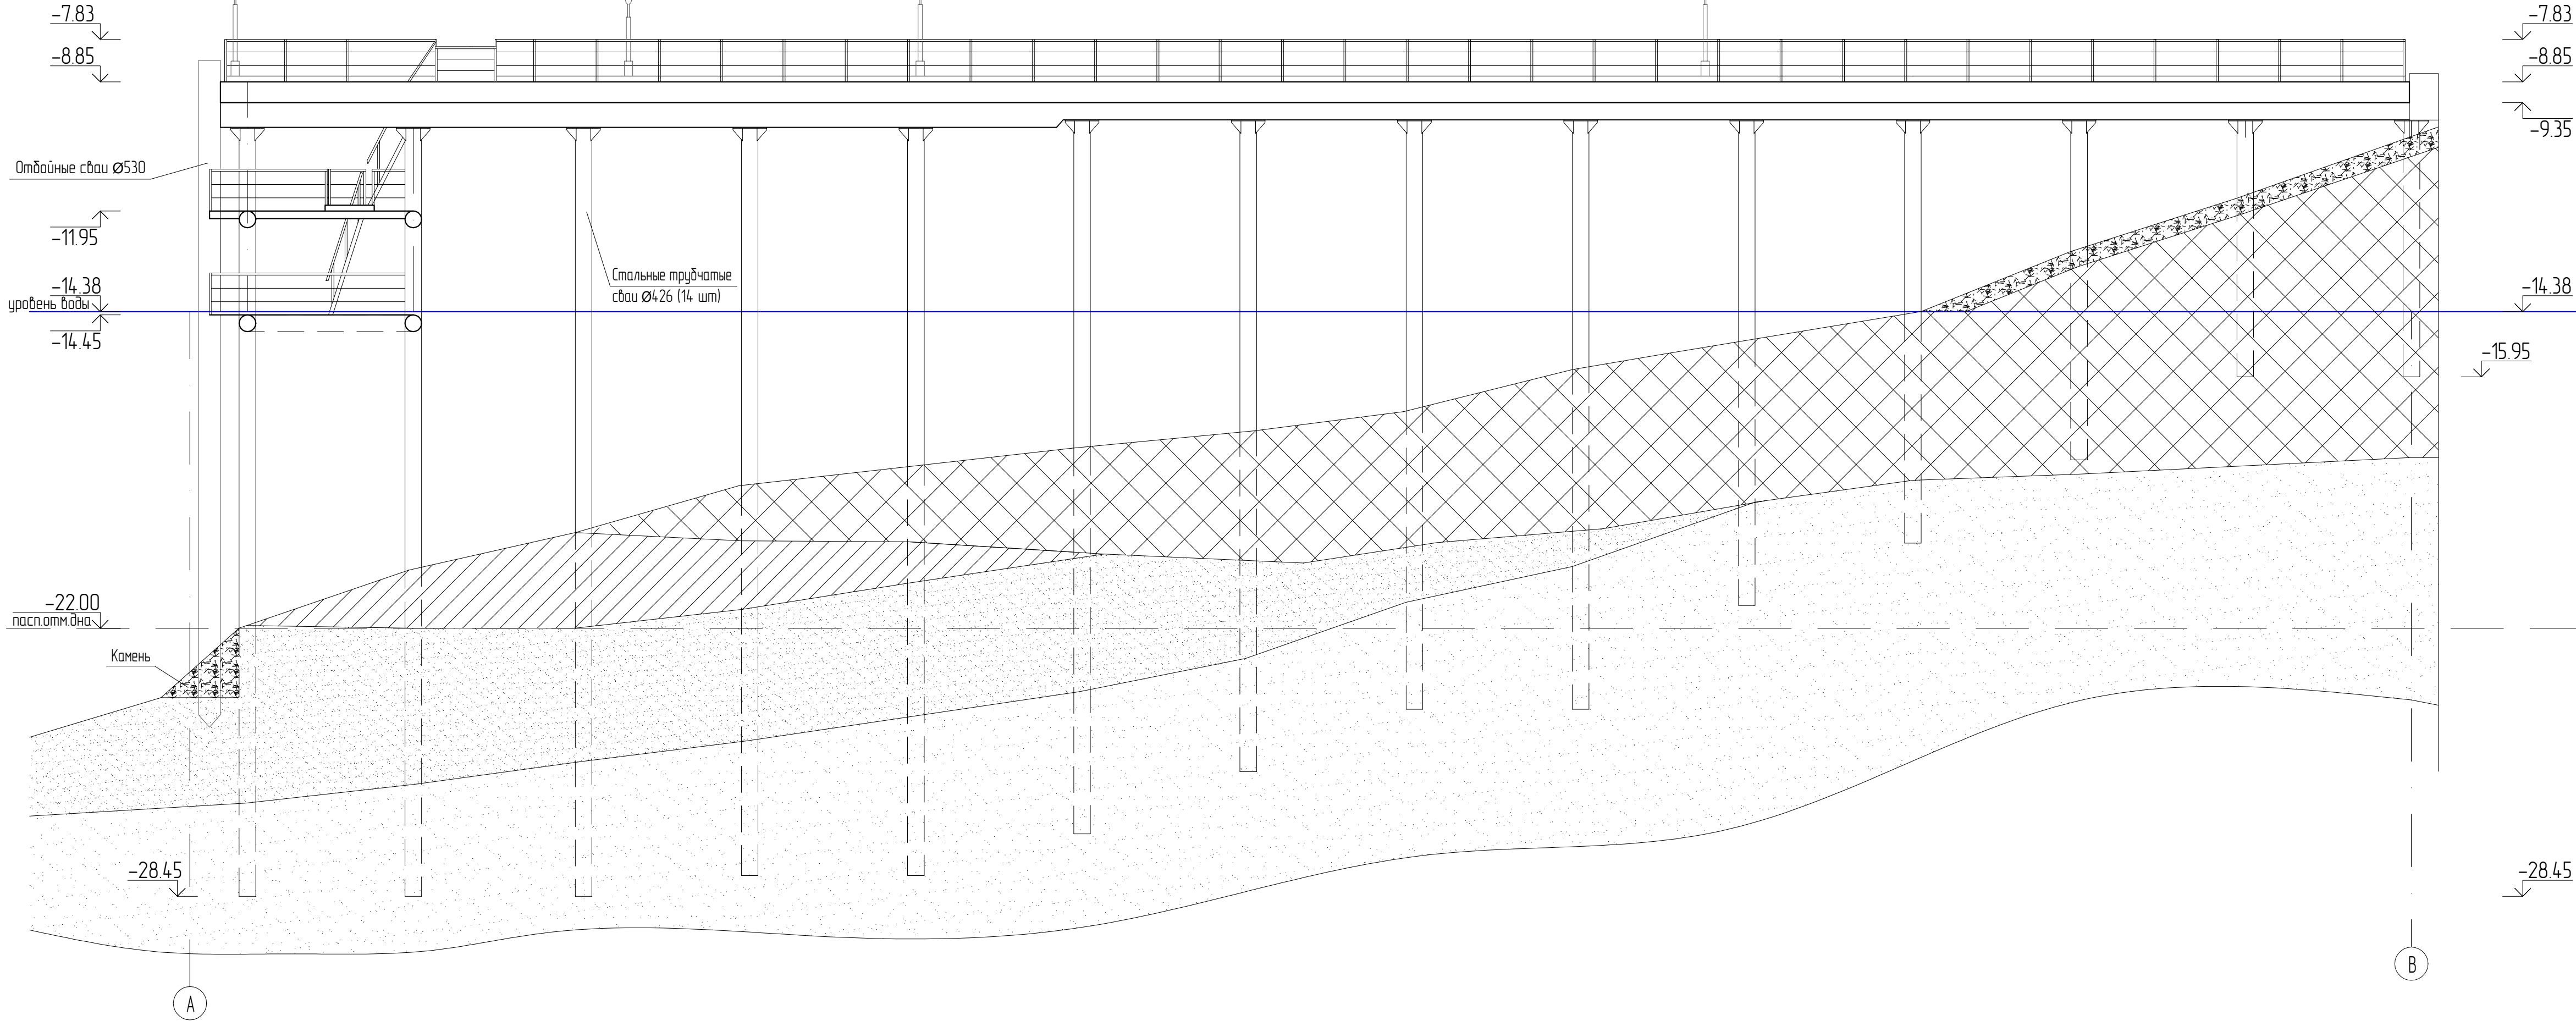 -7.83
-8.85
Отбойные сваи Ø530
-11.95
-14.38
уровень воды
-14.45
Стальные трубчатые
сваи Ø426 (14 шт)
-22.00
пасп.отм.дна
Камень
-28.45
А
-7.83
-8.85
-9.35
-14.38
-15.95
-28.45
В